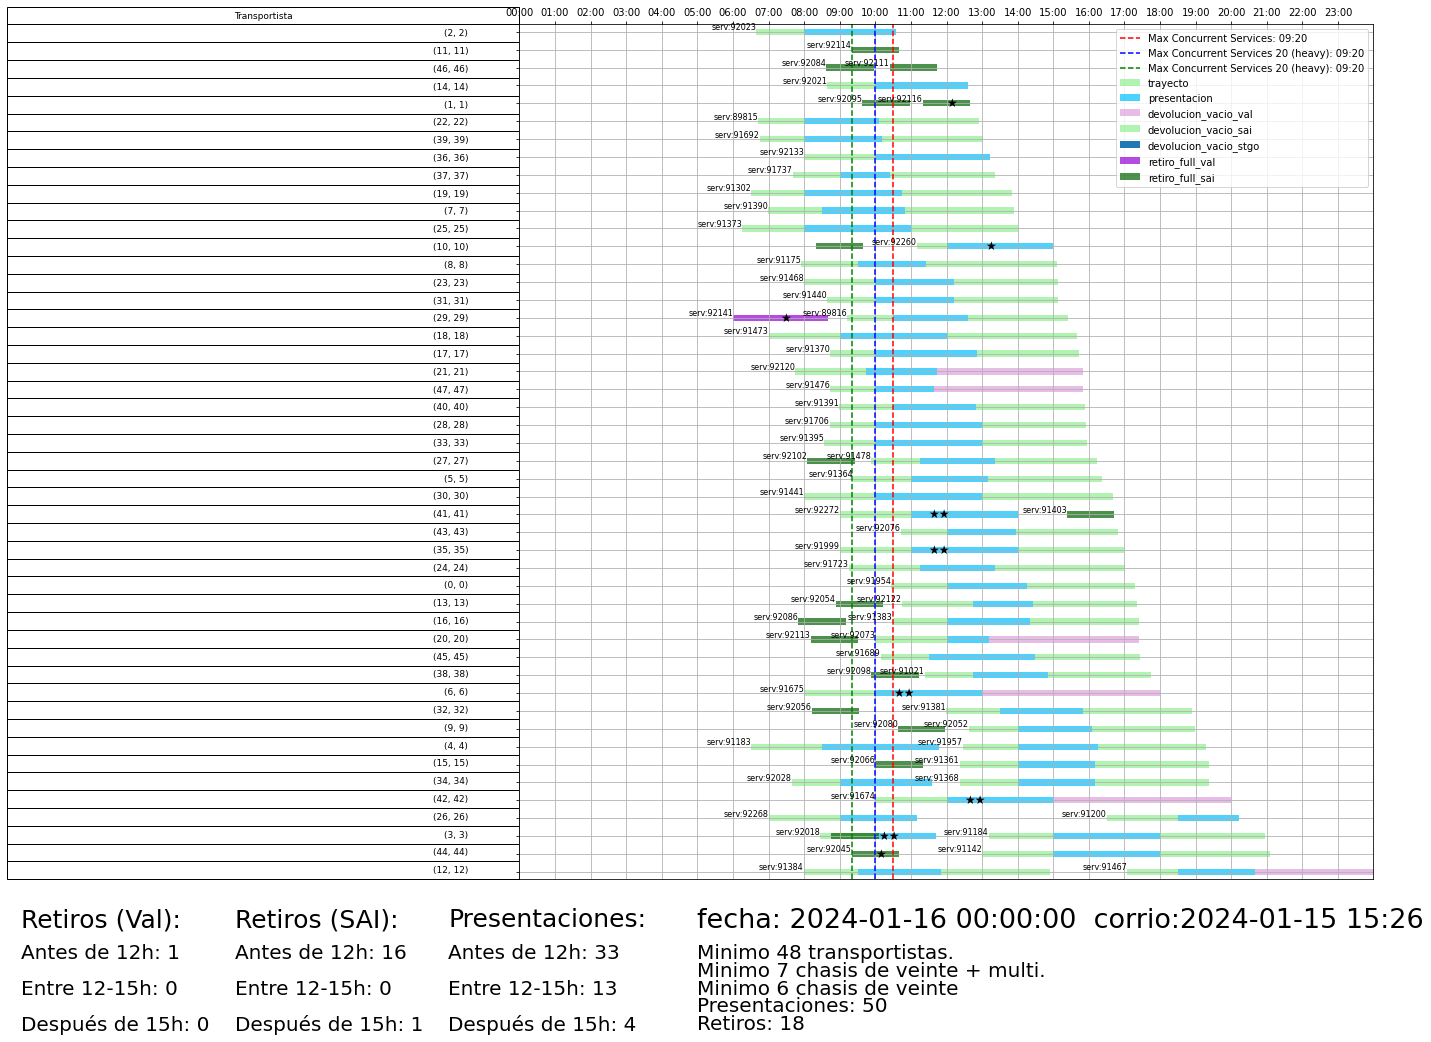 Transportista
00:00 01:00 02:00 03:00 04:00 05:00 06:00 07:00 08:00 09:00 10:00 11:00 12:00 13:00 14:00 15:00 16:00 17:00 18:00 19:00 20:00 21:00 22:00 23:00
Max Concurrent Services: 09:20
Max Concurrent Services 20 (heavy): 09:20
Max Concurrent Services 20 (heavy): 09:20
trayecto
presentacion
devolucion_vacio_val
devolucion_vacio_sai
devolucion_vacio_stgo
retiro_full_val
retiro_full_sai
(2, 2) serv:92023
(11, 11) serv:92114
(46, 46) serv:92084 serv:92111
(14, 14) serv:92021
(1, 1) serv:92095 serv:92116
(22, 22) serv:89815
(39, 39) serv:91692
(36, 36) serv:92133
(37, 37) serv:91737
(19, 19) serv:91302
(7, 7) serv:91390
(25, 25) serv:91373
(10, 10) serv:92260
(8, 8) serv:91175
(23, 23) serv:91468
(31, 31) serv:91440
(29, 29) serv:92141 serv:89816
(18, 18) serv:91473
(17, 17) serv:91370
(21, 21) serv:92120
(47, 47) serv:91476
(40, 40) serv:91391
(28, 28) serv:91706
(33, 33) serv:91395
(27, 27) serv:92102 serv:91478
(5, 5) serv:91364
(30, 30) serv:91441
(41, 41) serv:92272 serv:91403
(43, 43) serv:92076
(35, 35) serv:91999
(24, 24) serv:91723
(0, 0) serv:91954
(13, 13) serv:92054 serv:92122
(16, 16) serv:92086 serv:91383
(20, 20) serv:92113 serv:92073
(45, 45) serv:91689
(38, 38) serv:92098 serv:91021
(6, 6) serv:91675
(32, 32) serv:92056 serv:91381
(9, 9) serv:92080 serv:92052
(4, 4) serv:91183 serv:91957
(15, 15) serv:92066 serv:91361
(34, 34) serv:92028 serv:91368
(42, 42) serv:91674
(26, 26) serv:92268 serv:91200
(3, 3) serv:92018 serv:91184
(44, 44) serv:92045 serv:91142
(12, 12) serv:91384 serv:91467
Retiros (Val):
Antes de 12h: 1
Entre 12-15h: 0
Después de 15h: 0
Retiros (SAI):
Antes de 12h: 16
Entre 12-15h: 0
Después de 15h: 1
Presentaciones:
Antes de 12h: 33
Entre 12-15h: 13
Después de 15h: 4
fecha: 2024-01-16 00:00:00  corrio:2024-01-15 15:26
Minimo 48 transportistas.
Minimo 7 chasis de veinte + multi.
Minimo 6 chasis de veinte
Presentaciones: 50
Retiros: 18